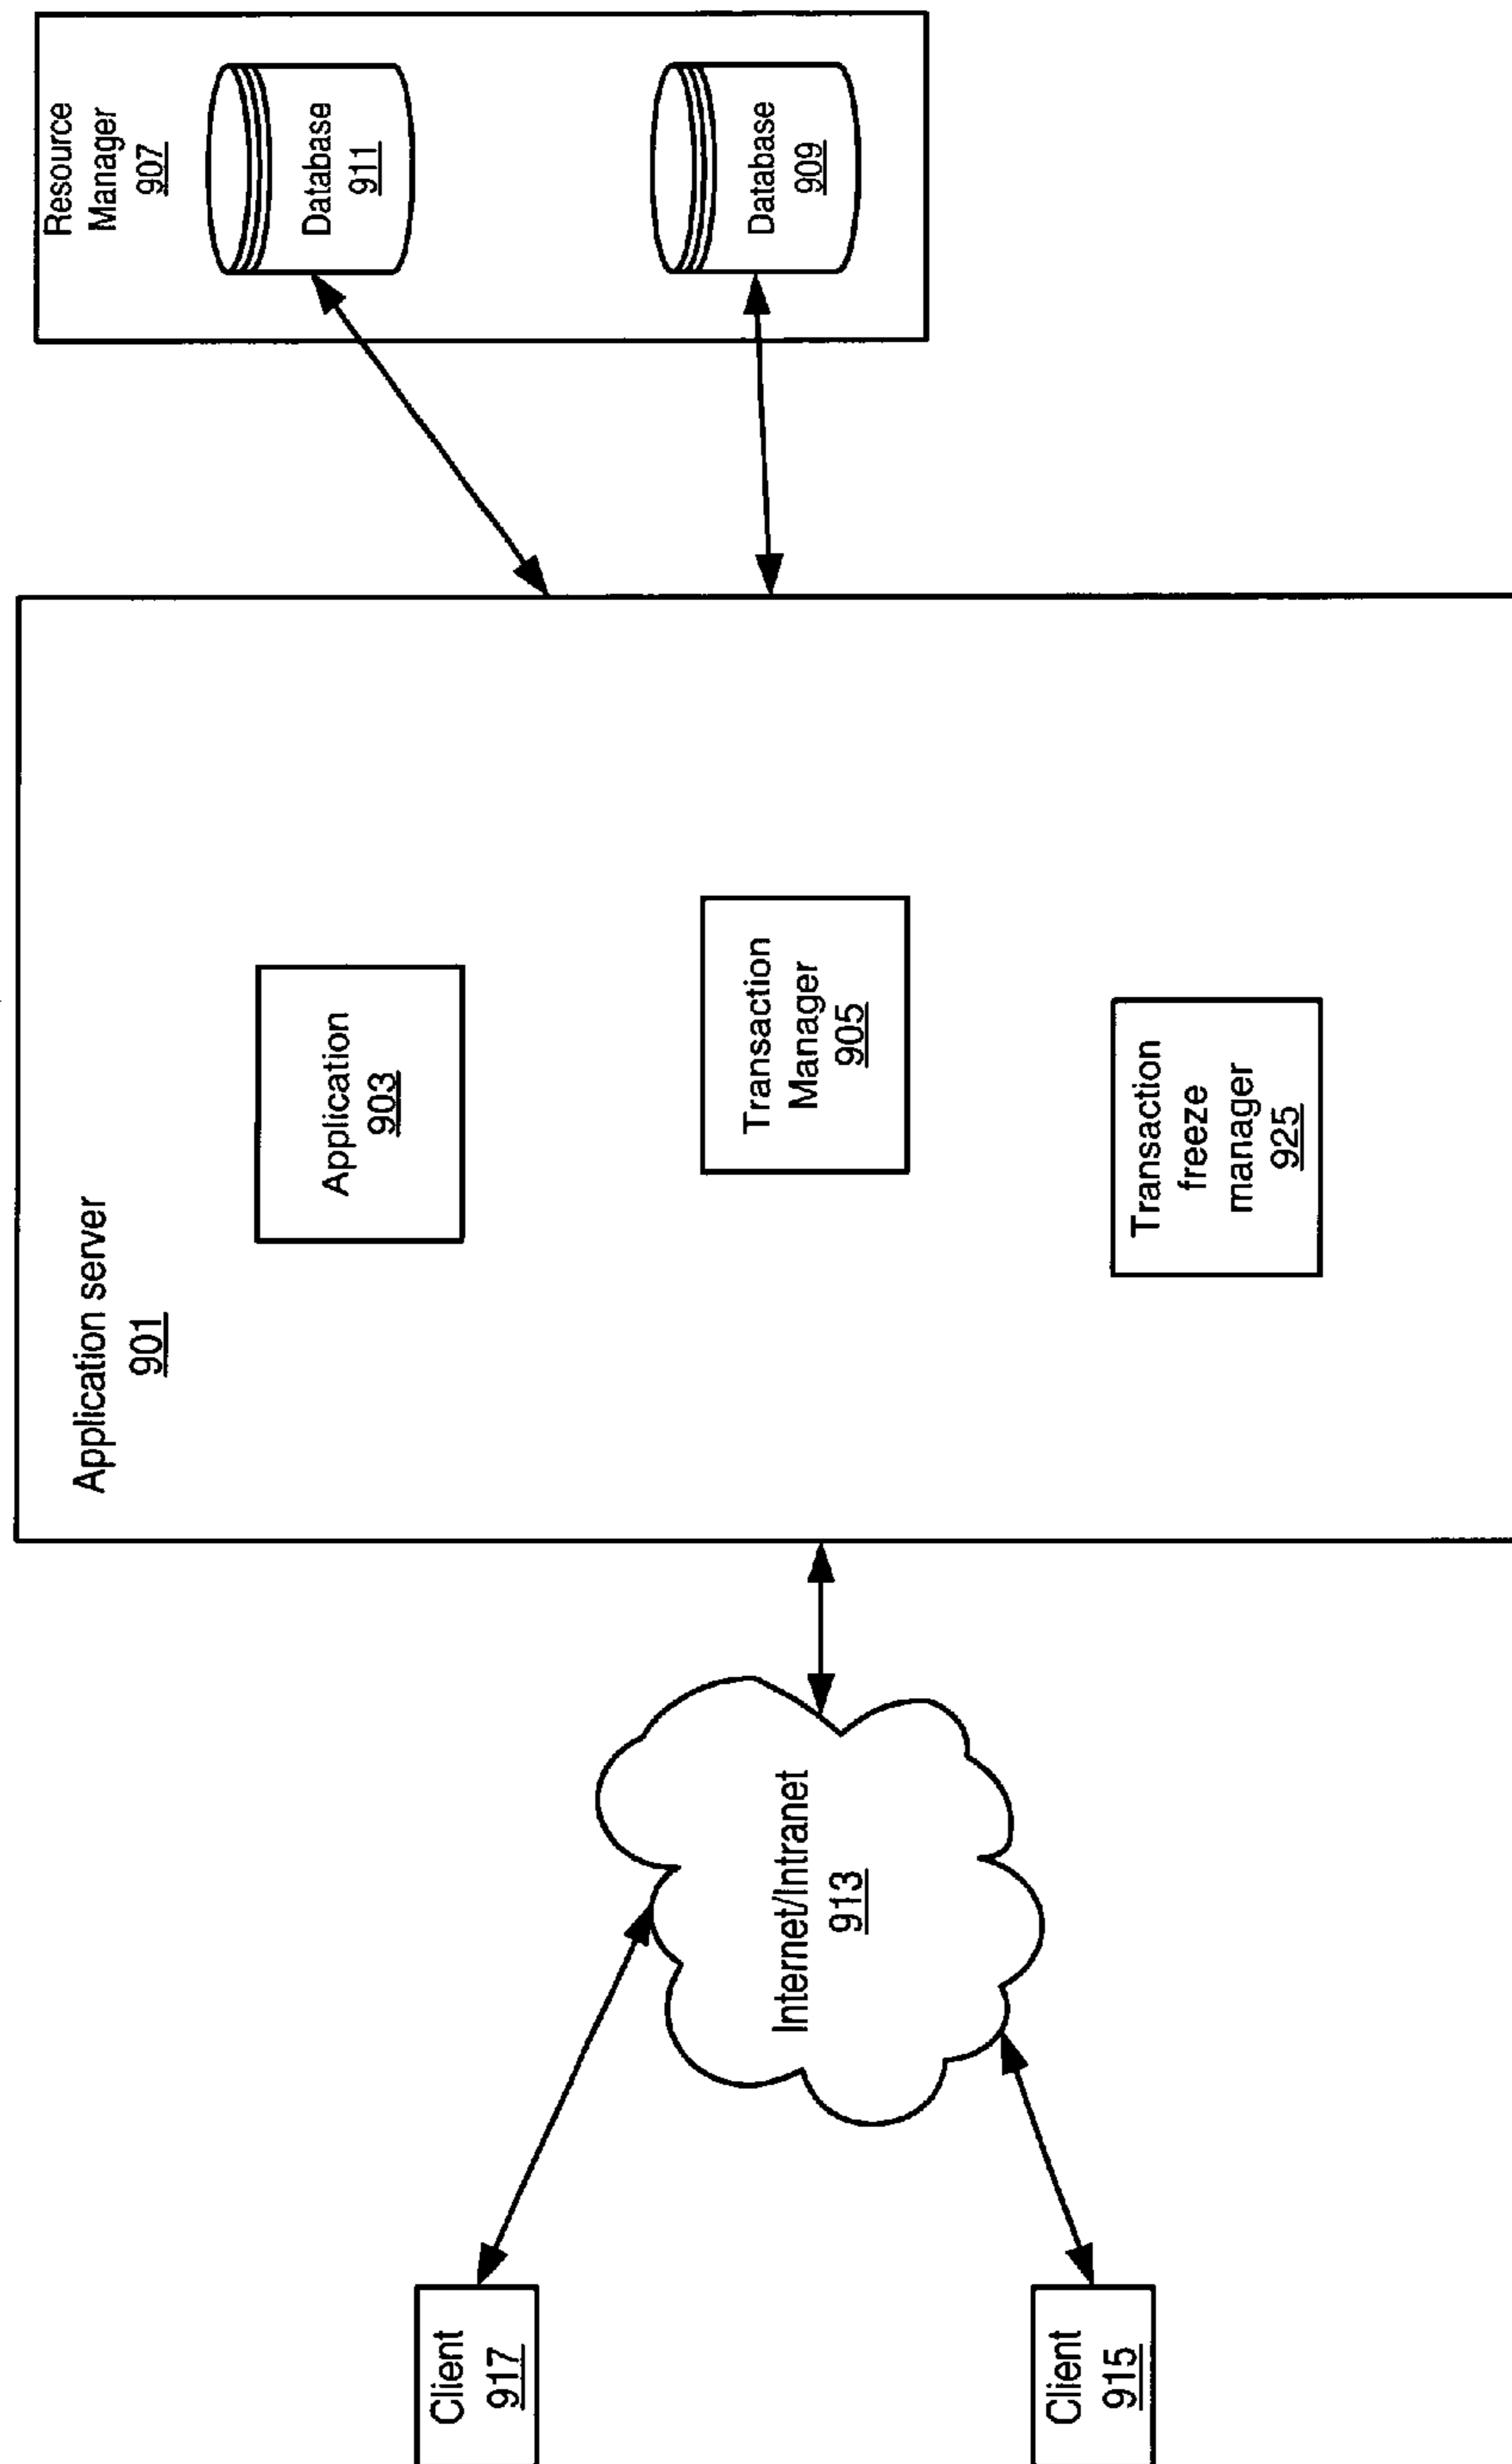 Client
917
Client
915
Internet/Intranet
913
Application server
901
Application
903
Transaction
Manager
905
Transaction
freeze
manager
925
Resource
Manager
907
Database
911
Database
909